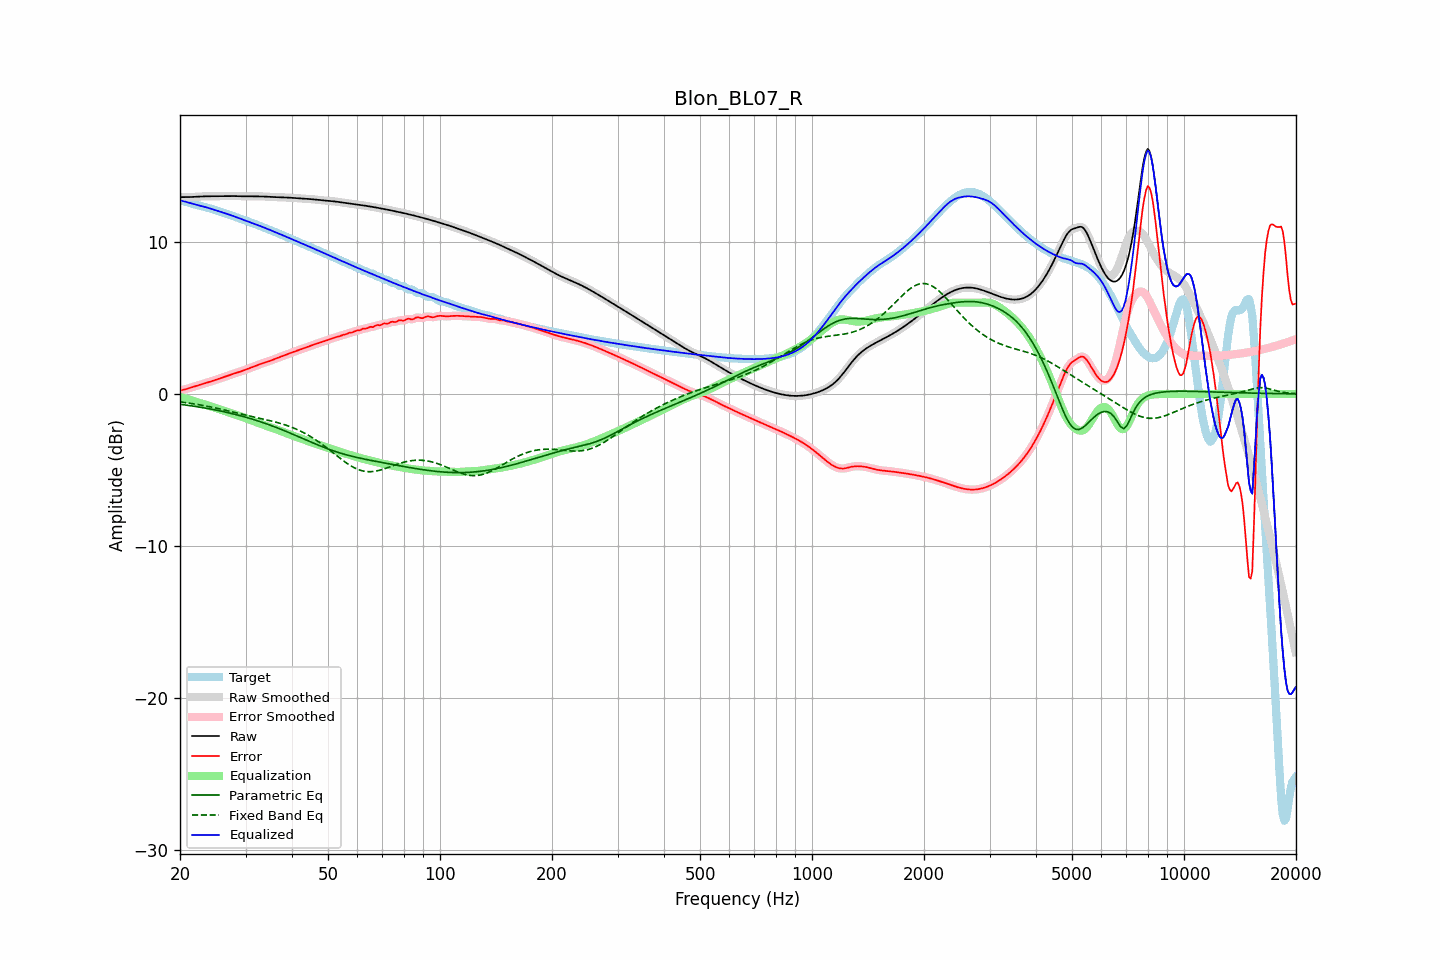 Blon_BL07_R
Amplitude (dBr)
10
0
−10
−20
−30
Target
Raw Smoothed
Error Smoothed
Raw
Error
Equalization
Parametric Eq
Fixed Band Eq
Equalized
20 50 100 200 500 1000 2000 5000 10000 20000
Frequency (Hz)